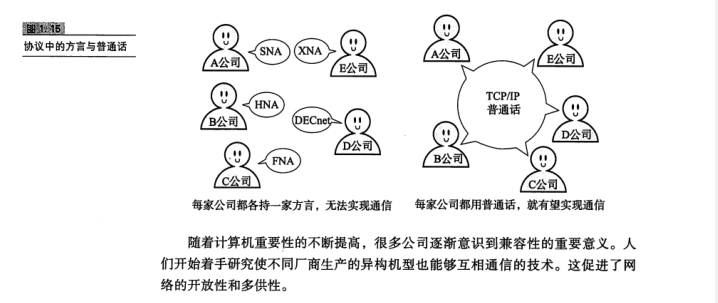 图1.15
协议中的方言与普通话
A公司
SNA
XNA
E公司
B公司
HNA
DECnet
D公司
C公司
FNA
每家公司都各持一家方言，无法实现通信
A公司
E公司
TCP/IP
普通话
B公司
D公司
C公司
每家公司都用普通话，就有望实现通信
随着计算机重要性的不断提高，很多公司逐渐意识到兼容性的重要意义。人
们开始着手研究使不同厂商生产的异构机型也能够互相通信的技术。这促进了网
络的开放性和多供性。